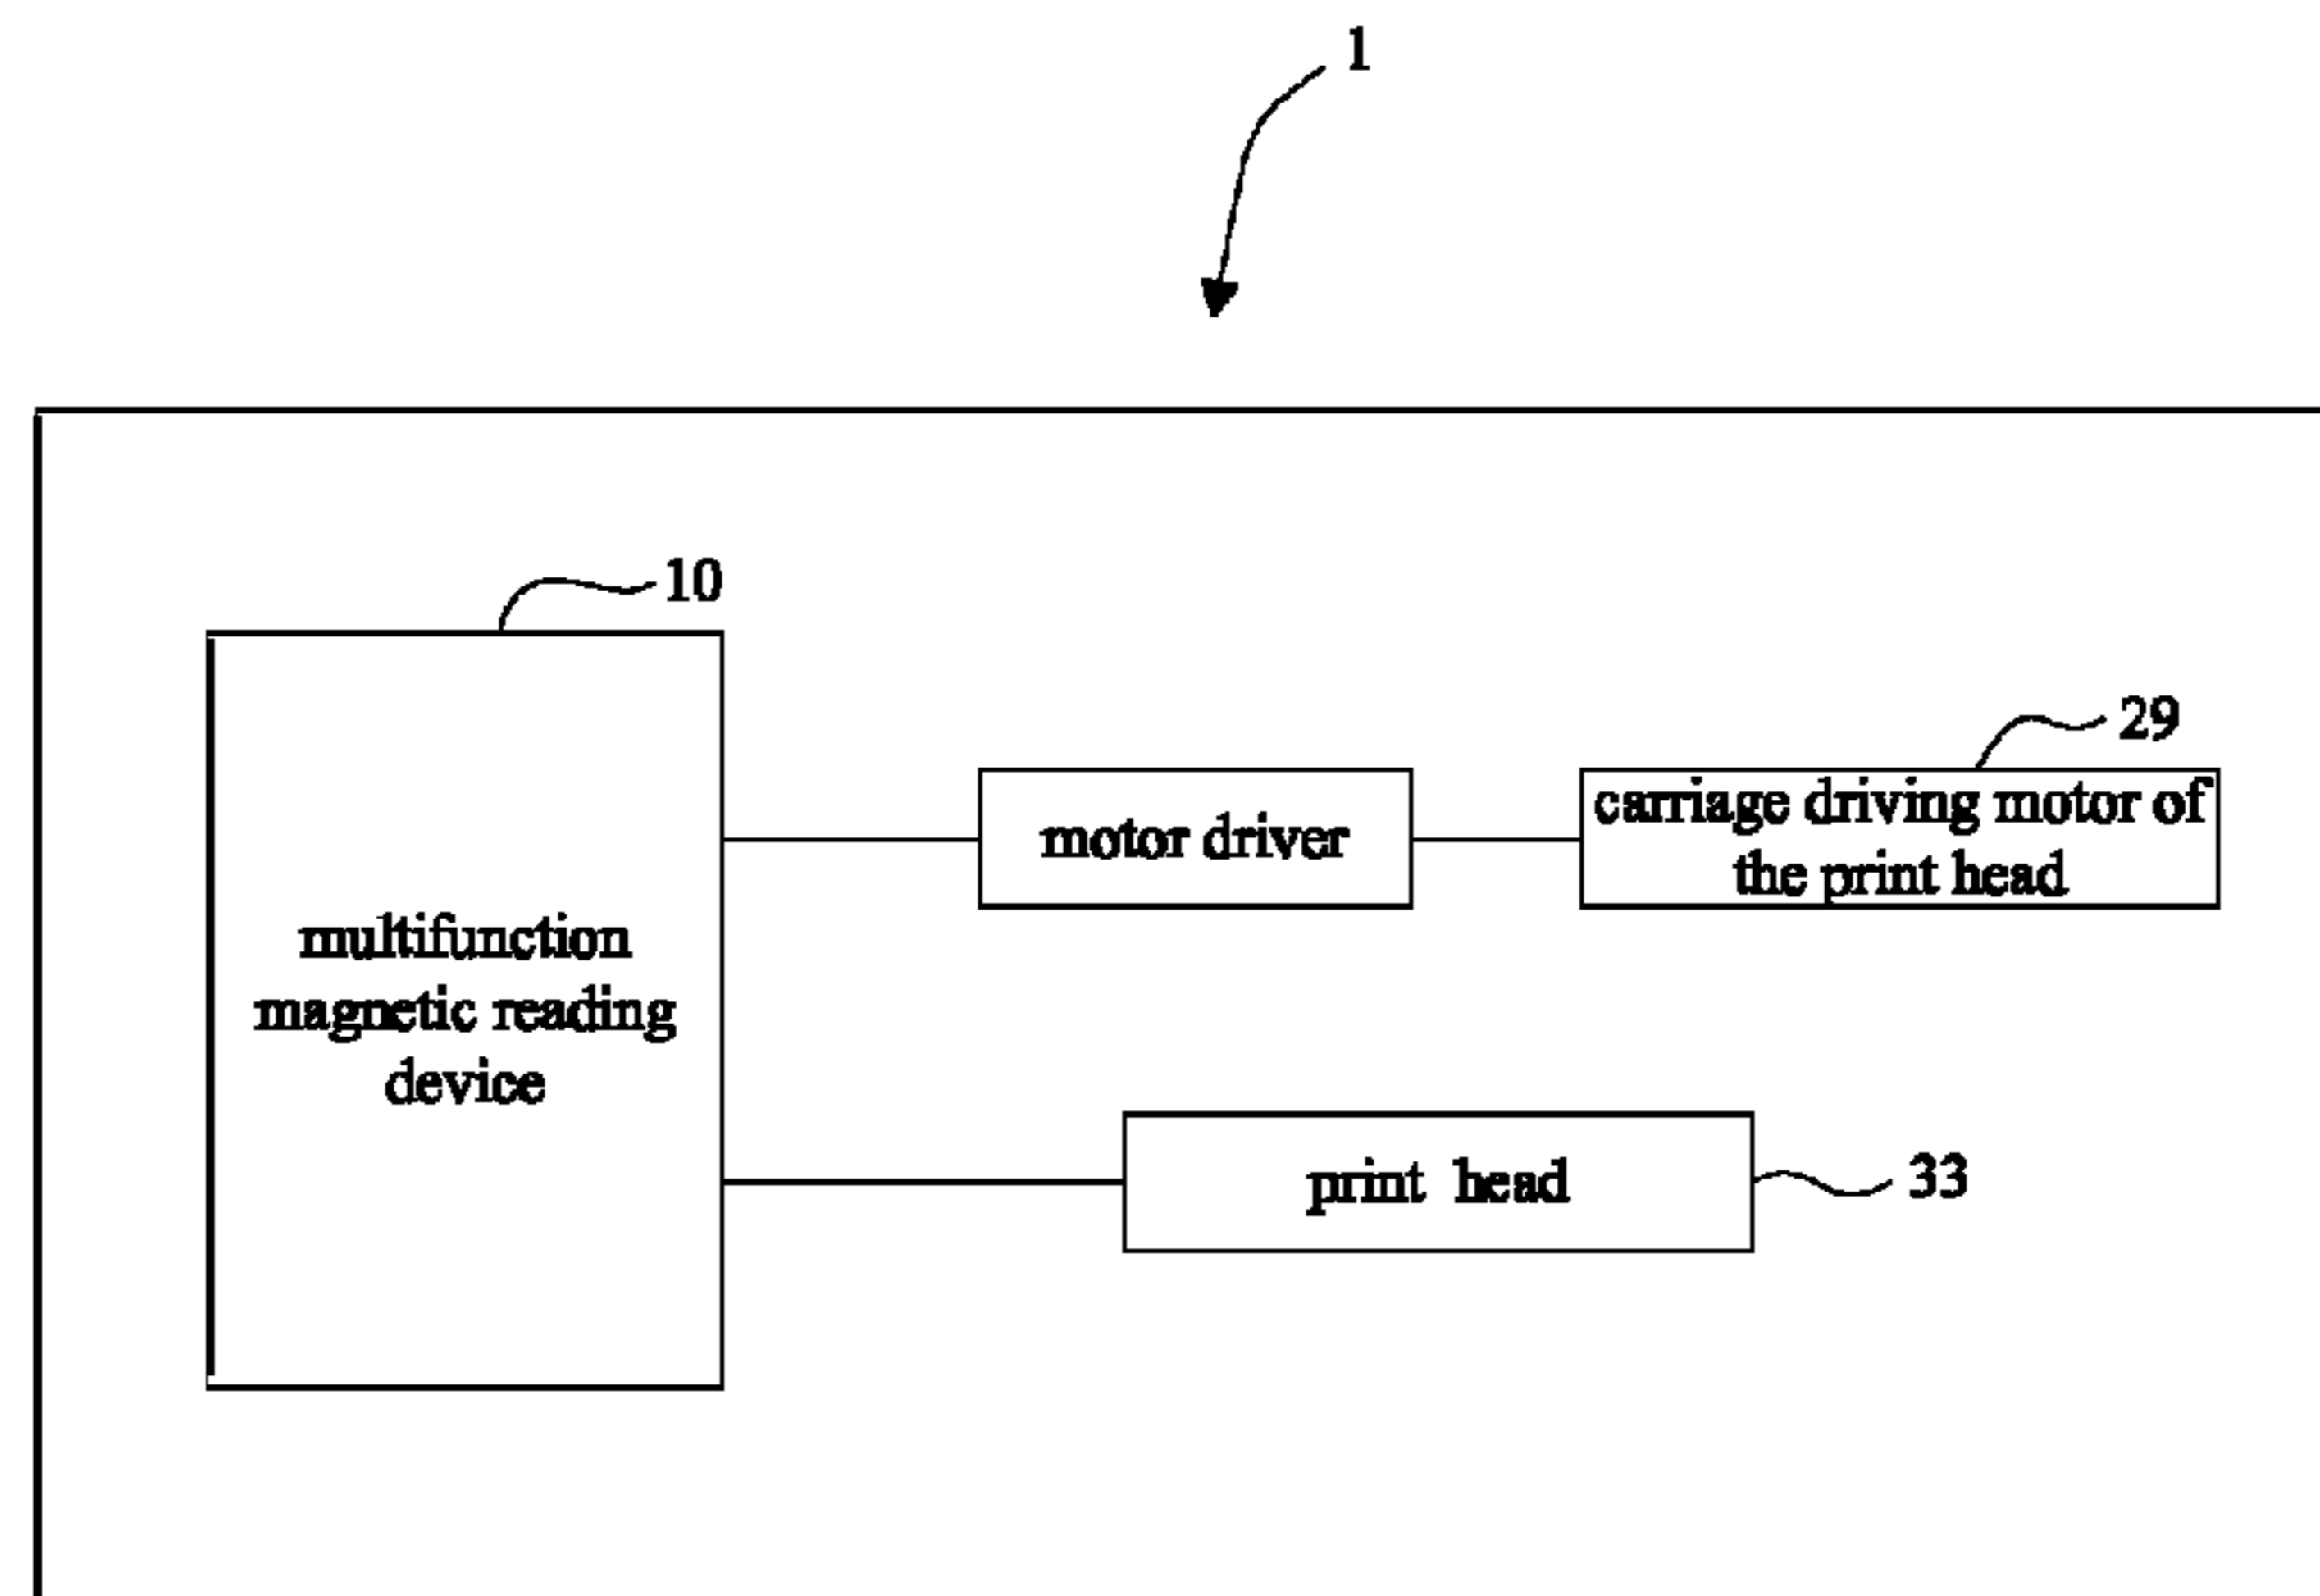 1
10
multifunction
magnetic reading
device
motor driver
29
carriage driving motor of
the print head
print head
33